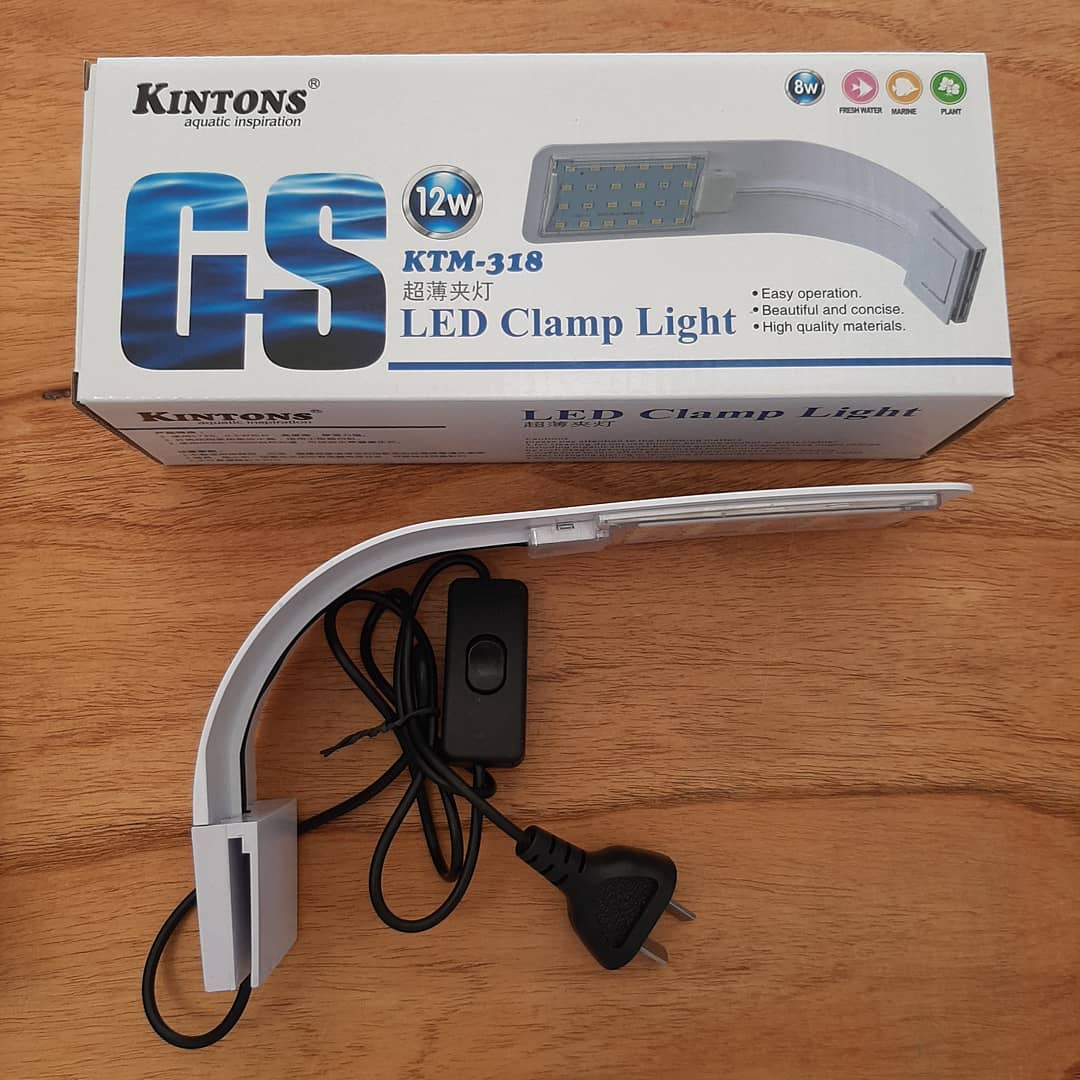 KINTONS®
aquatic inspiration
8w
FRESH WATER
MARINE
PLANT
GS
12w
KTM-318
超薄夹灯
LED Clamp Light
• Easy operation.
• Beautiful and concise.
• High quality materials.
KINTONS®
aquatic inspiration
LED Clamp Light
超薄夹灯
Cautions